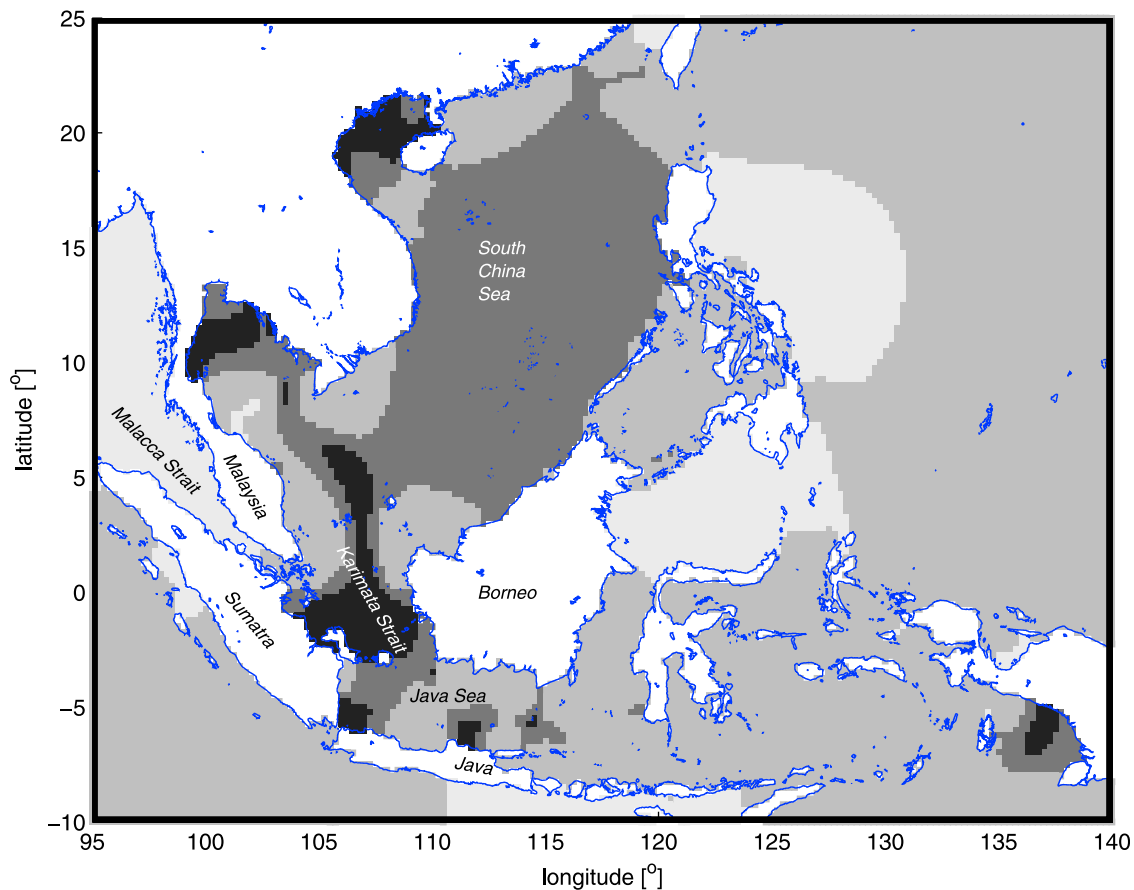 25
20
15
10
5
0
−5
−10
latitude [o]
South
China
Sea
Malacca Strait
Malaysia
Karimata Strait
Sumatra
Borneo
Java Sea
Java
95
100
105
110
115
120
125
130
135
140
longitude [o]